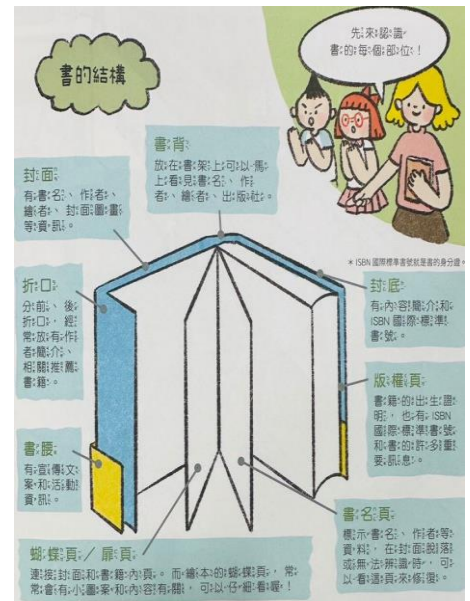 書的結構
先來認識
書的每個部位！
書背
放在書架上可以馬
上看見書名、作
者、繪者、出版社。
封面
有書名、作者、
繪者、封面圖畫
等資訊。
＊ISBN 國際標準書號就是書的身分證。
折口
分前、後
折口，經
常放有作
者簡介、
相關推薦
書籍。
封底
有內容簡介和
ISBN 國際標準
書號。
版權頁
書籍的出生證
明，也有 ISBN
國際標準書號
和書的許多重
要訊息。
書腰
有宣傳文
案和活動
資訊。
書名頁
標示書名、作者等
資料，在封面脫落
或無法辨識時，可
以看這頁來修復。
蝴蝶頁／扉頁
連接封面和書籍內頁。而繪本的蝴蝶頁，常
常會有小圖案和內容有關，可以仔細看喔！